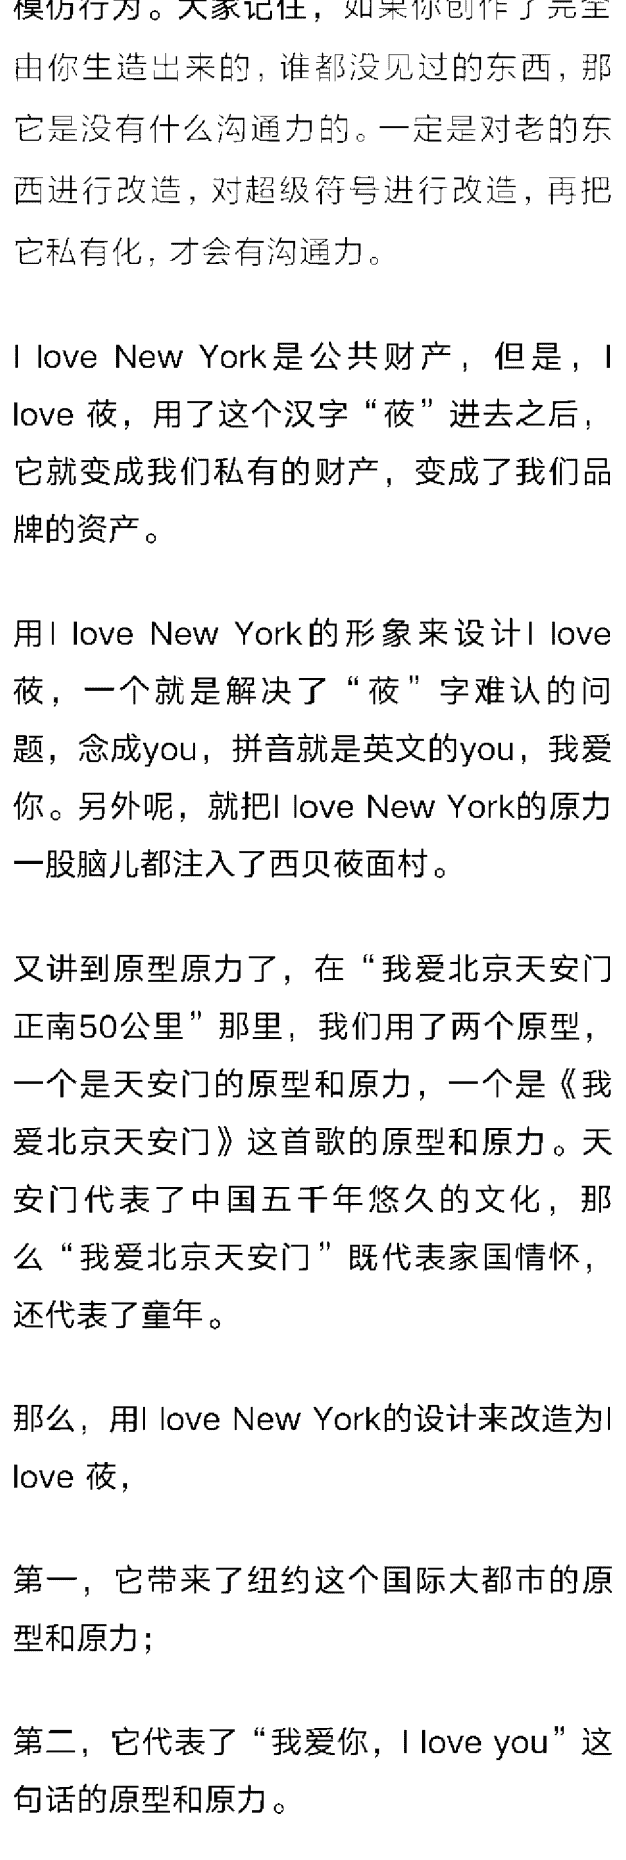 模仿行为。大家记住，如果你创作了完全
由你生造出来的，谁都没见过的东西，那
它是没有什么沟通力的。一定是对老的东
西进行改造，对超级符号进行改造，再把
它私有化，才会有沟通力。
I love New York是公共财产，但是，I
love 莜，用了这个汉字“莜”进去之后，
它就变成我们私有的财产，变成了我们品
牌的资产。
用I love New York的形象来设计I love
莜，一个就是解决了“莜”字难认的问
题，念成you，拼音就是英文的you，我爱
你。另外呢，就把I love New York的原力
一股脑儿都注入了西贝莜面村。
又讲到原型原力了，在“我爱北京天安门
正南50公里”那里，我们用了两个原型，
一个是天安门的原型和原力，一个是《我
爱北京天安门》这首歌的原型和原力。天
安门代表了中国五千年悠久的文化，那
么“我爱北京天安门”既代表家国情怀，
还代表了童年。
那么，用I love New York的设计来改造为I
love 莜，
第一，它带来了纽约这个国际大都市的原
型和原力；
第二，它代表了“我爱你，I love you”这
句话的原型和原力。